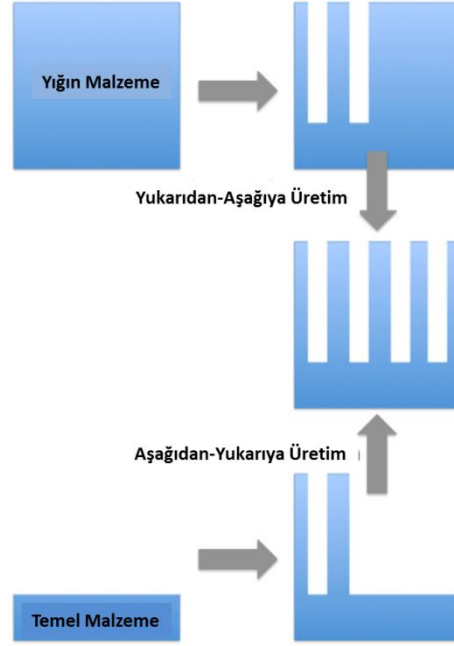 Yığın Malzeme
Yukarıdan-Aşağıya Üretim
Aşağıdan-Yukarıya Üretim
Temel Malzeme